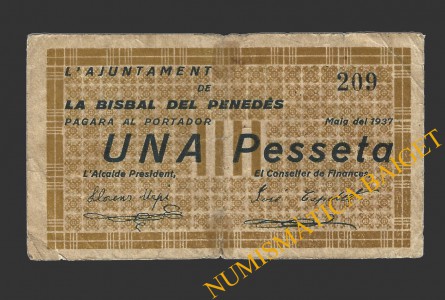 L'AJUNTAMENT
DE
209
LA BISBAL DEL PENEDÈS
PAGARÀ AL PORTADOR
Maig del 1937
UNA Pesseta
L'Alcalde President,
El Conseller de Finances
NUMISMATICA BAIGET